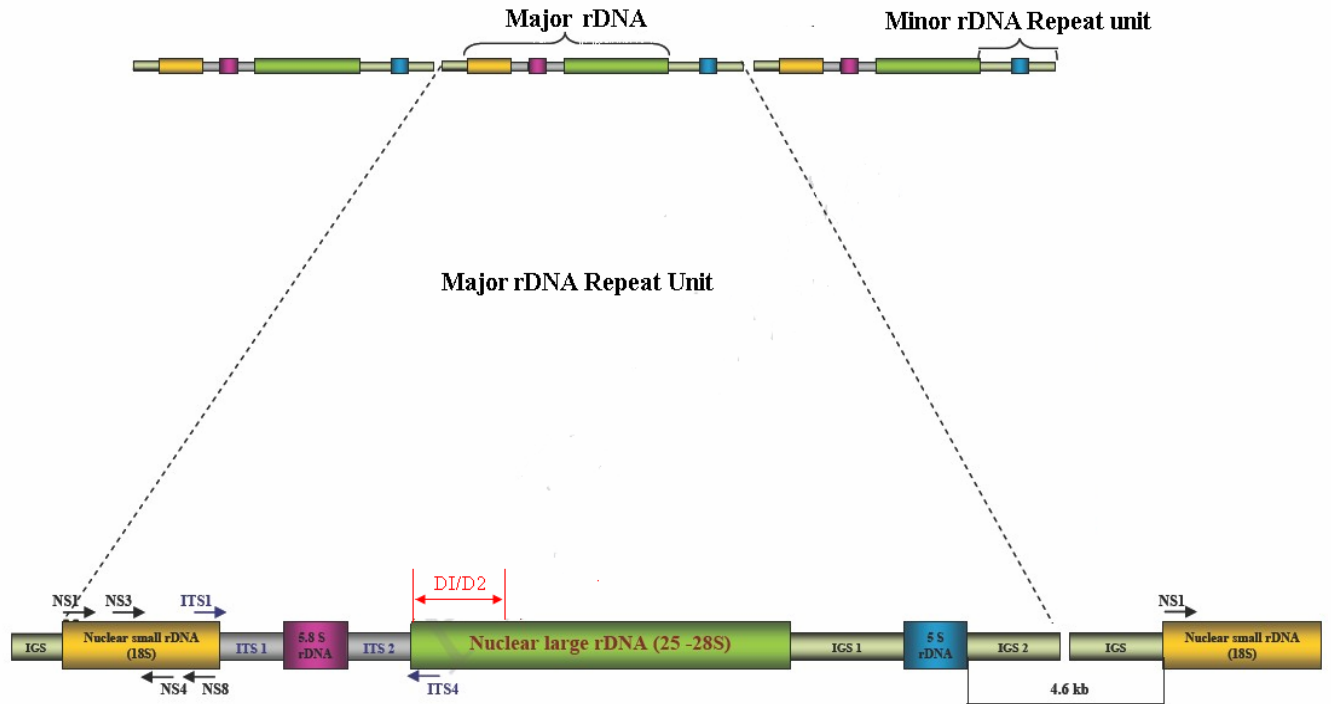 Major rDNA
Minor rDNA Repeat unit
Major rDNA Repeat Unit
DI/D2
NS1
NS3
ITS1
NS1
IGS
Nuclear small rDNA
(18S)
ITS 1
5.8 S
rDNA
ITS 2
Nuclear large rDNA (25 -28S)
IGS 1
5 S
rDNA
IGS 2
IGS
Nuclear small rDNA
(18S)
NS4
NS8
ITS4
4.6 kb